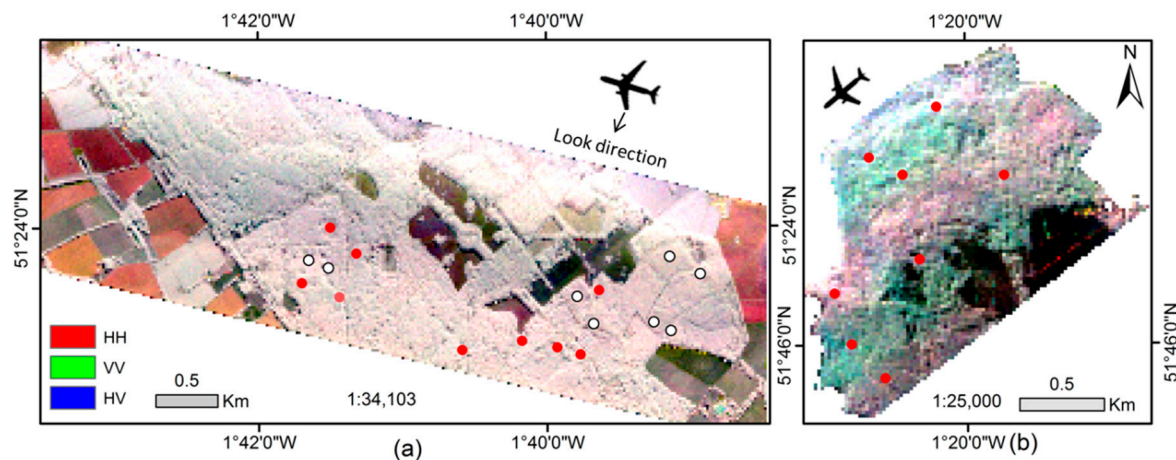 1°42'0"W
1°40'0"W
1°20'0"W
N
Look direction
51°24'0"N
51°24'0"N
HH
VV
HV
0.5
Km
1:34,103
51°46'0"N
51°46'0"N
0.5
1:25,000
Km
1°42'0"W
(a)
1°40'0"W
1°20'0"W
(b)